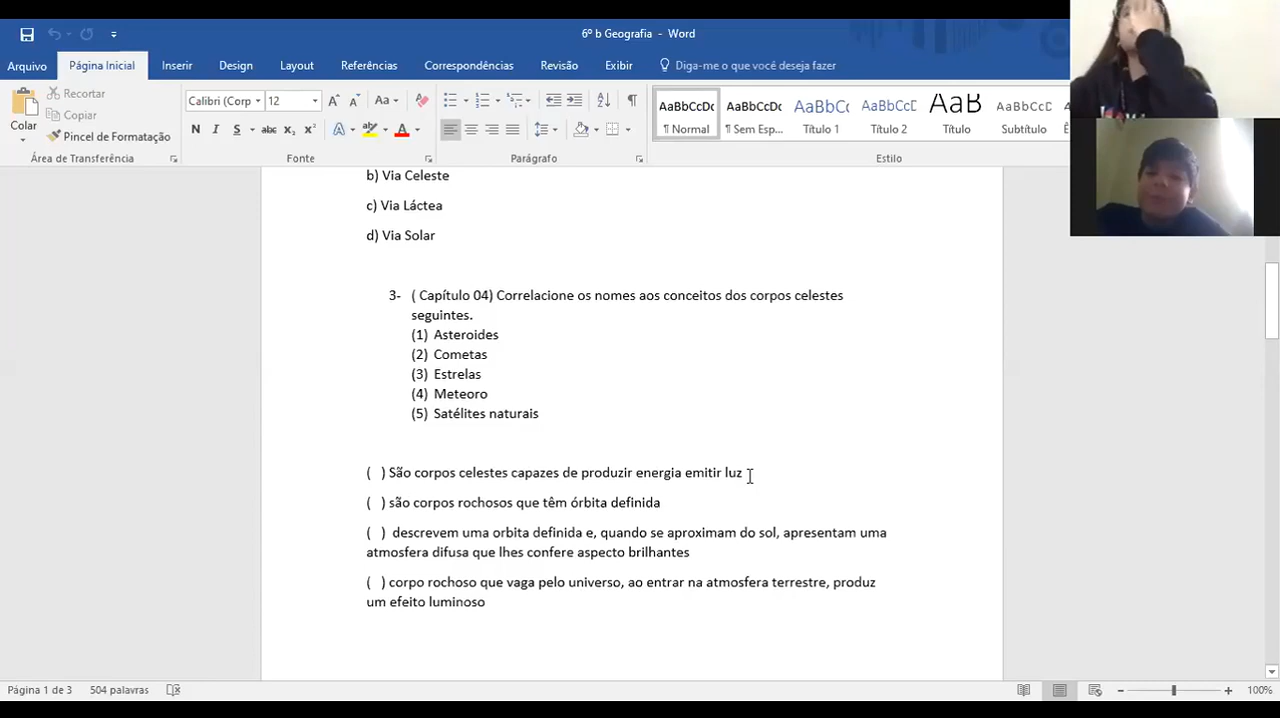 6º b Geografia - Word
Arquivo
Página Inicial
Inserir
Design
Layout
Referências
Correspondências
Revisão
Exibir
Diga-me o que você deseja fazer
Colar
Recortar
Copiar
Pincel de Formatação
Área de Transferência
Calibri (Corp
12
Aa
N I S abc x₂ x²
Fonte
Parágrafo
AaBbCcDc
¶ Normal
AaBbCcDc
¶ Sem Esp...
AaBbC
Título 1
AaBbCcD
Título 2
AaB
Título
AaBbCcD
Subtítulo
Estilo
b) Via Celeste
c) Via Láctea
d) Via Solar
3- ( Capítulo 04) Correlacione os nomes aos conceitos dos corpos celestes
seguintes.
(1) Asteroides
(2) Cometas
(3) Estrelas
(4) Meteoro
(5) Satélites naturais
( ) São corpos celestes capazes de produzir energia emitir luz
( ) são corpos rochosos que têm órbita definida
( ) descrevem uma orbita definida e, quando se aproximam do sol, apresentam uma
atmosfera difusa que lhes confere aspecto brilhantes
( ) corpo rochoso que vaga pelo universo, ao entrar na atmosfera terrestre, produz
um efeito luminoso
Página 1 de 3
504 palavras
100%